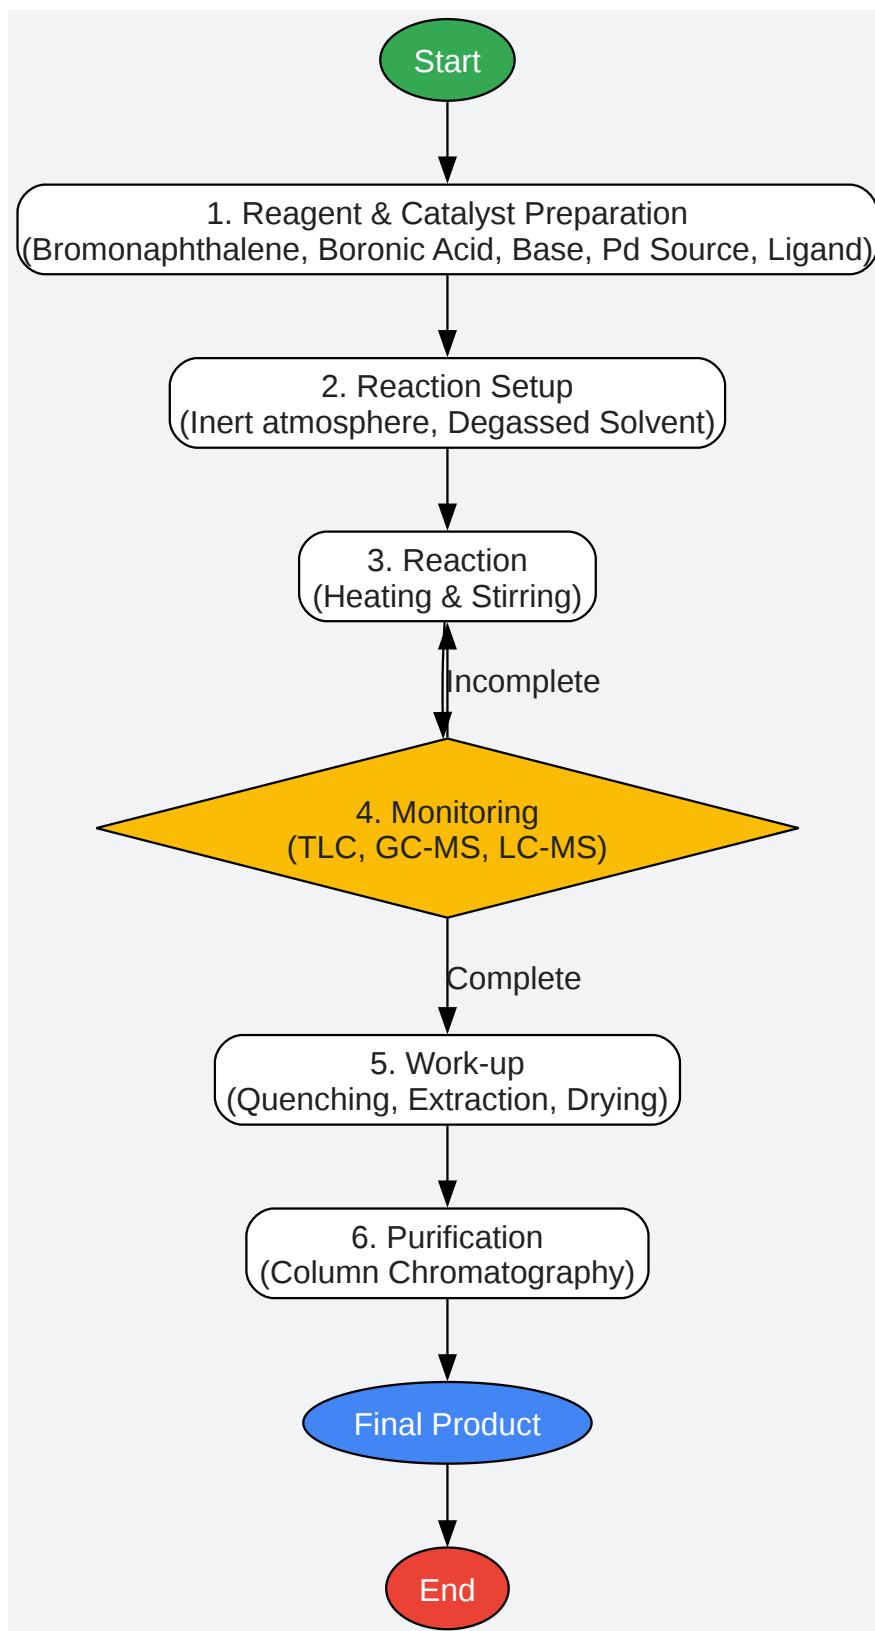 Start
1. Reagent & Catalyst Preparation
(Bromonaphthalene, Boronic Acid, Base, Pd Source, Ligand)
2. Reaction Setup
(Inert atmosphere, Degassed Solvent)
3. Reaction
(Heating & Stirring)
Incomplete
4. Monitoring
(TLC, GC-MS, LC-MS)
Complete
5. Work-up
(Quenching, Extraction, Drying)
6. Purification
(Column Chromatography)
Final Product
End